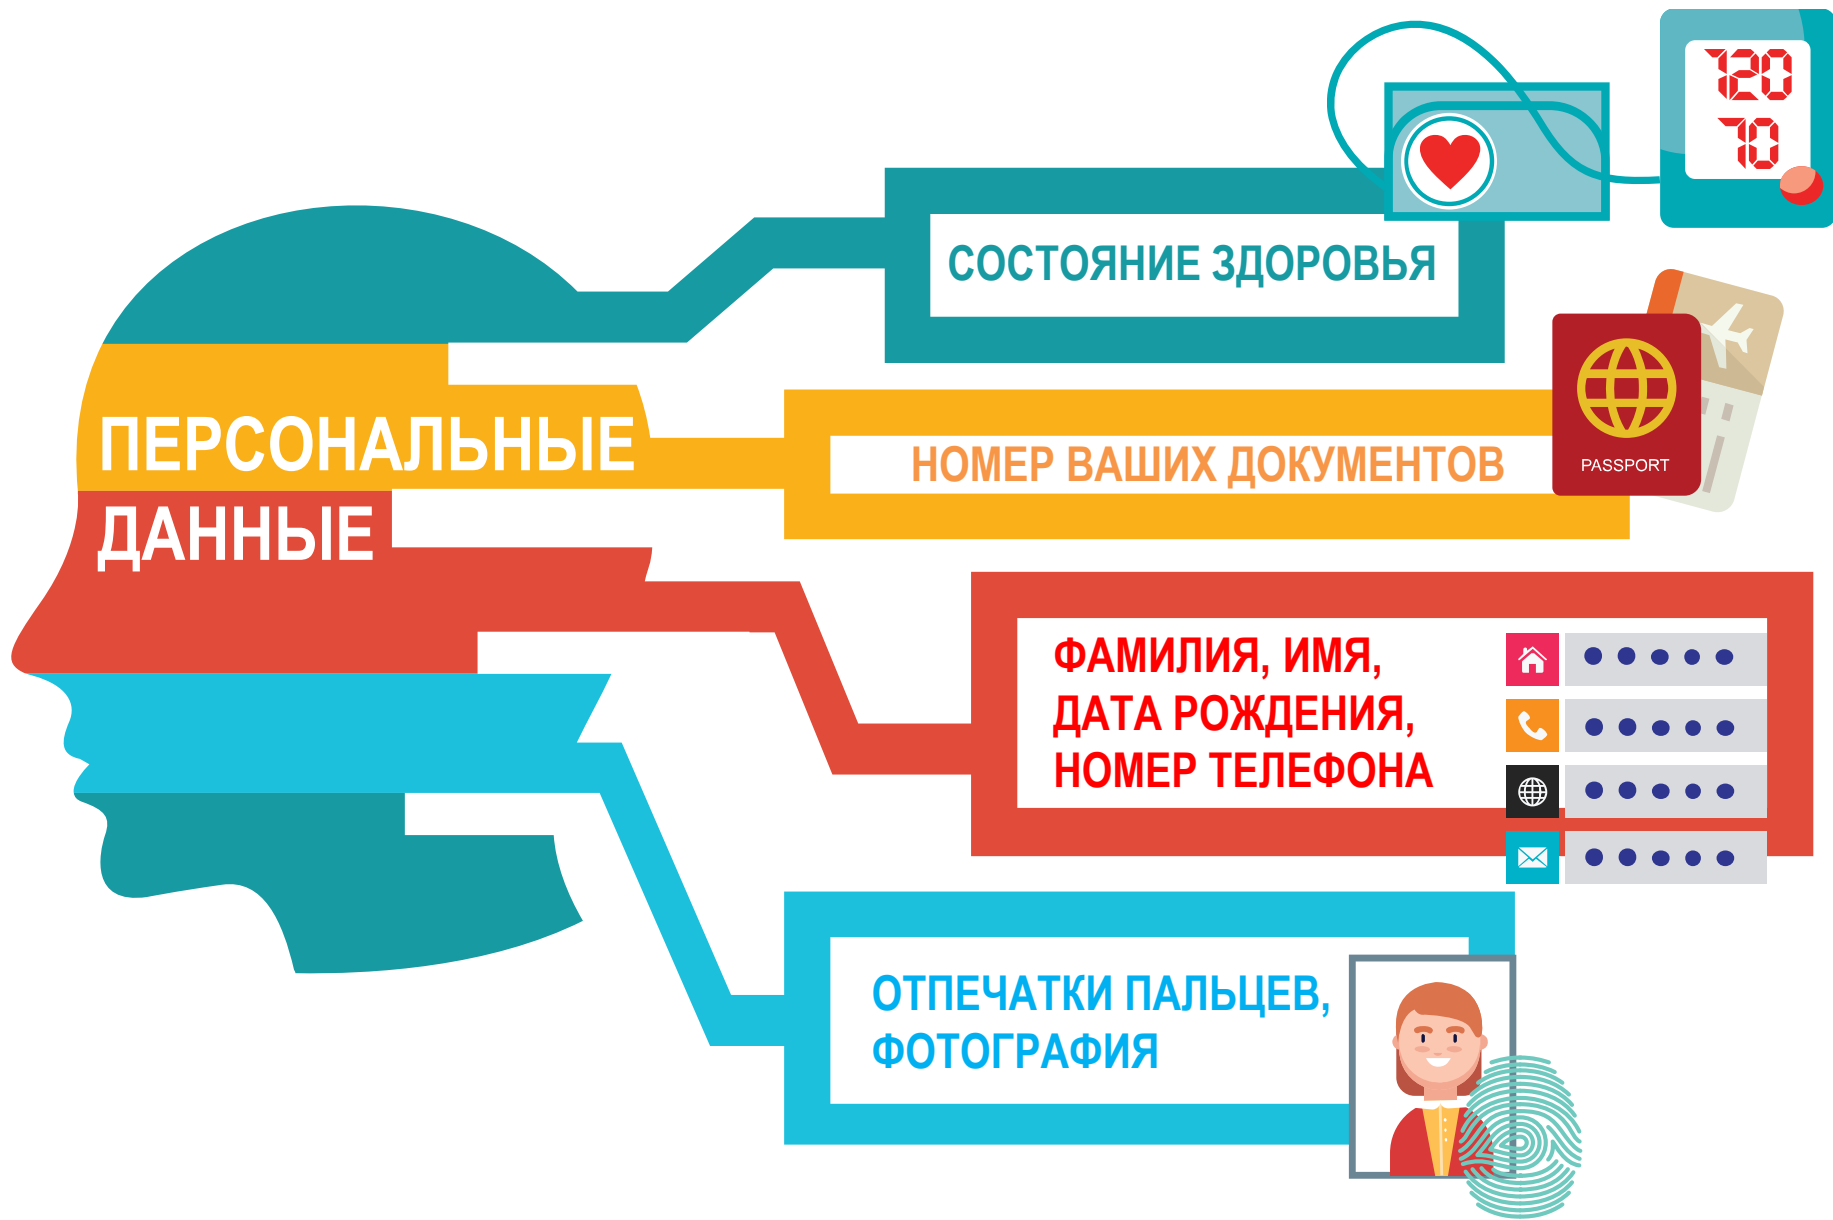 120
70
СОСТОЯНИЕ ЗДОРОВЬЯ
ПЕРСОНАЛЬНЫЕ
ДАННЫЕ
НОМЕР ВАШИХ ДОКУМЕНТОВ
PASSPORT
ФАМИЛИЯ, ИМЯ,
ДАТА РОЖДЕНИЯ,
НОМЕР ТЕЛЕФОНА
ОТПЕЧАТКИ ПАЛЬЦЕВ,
ФОТОГРАФИЯ